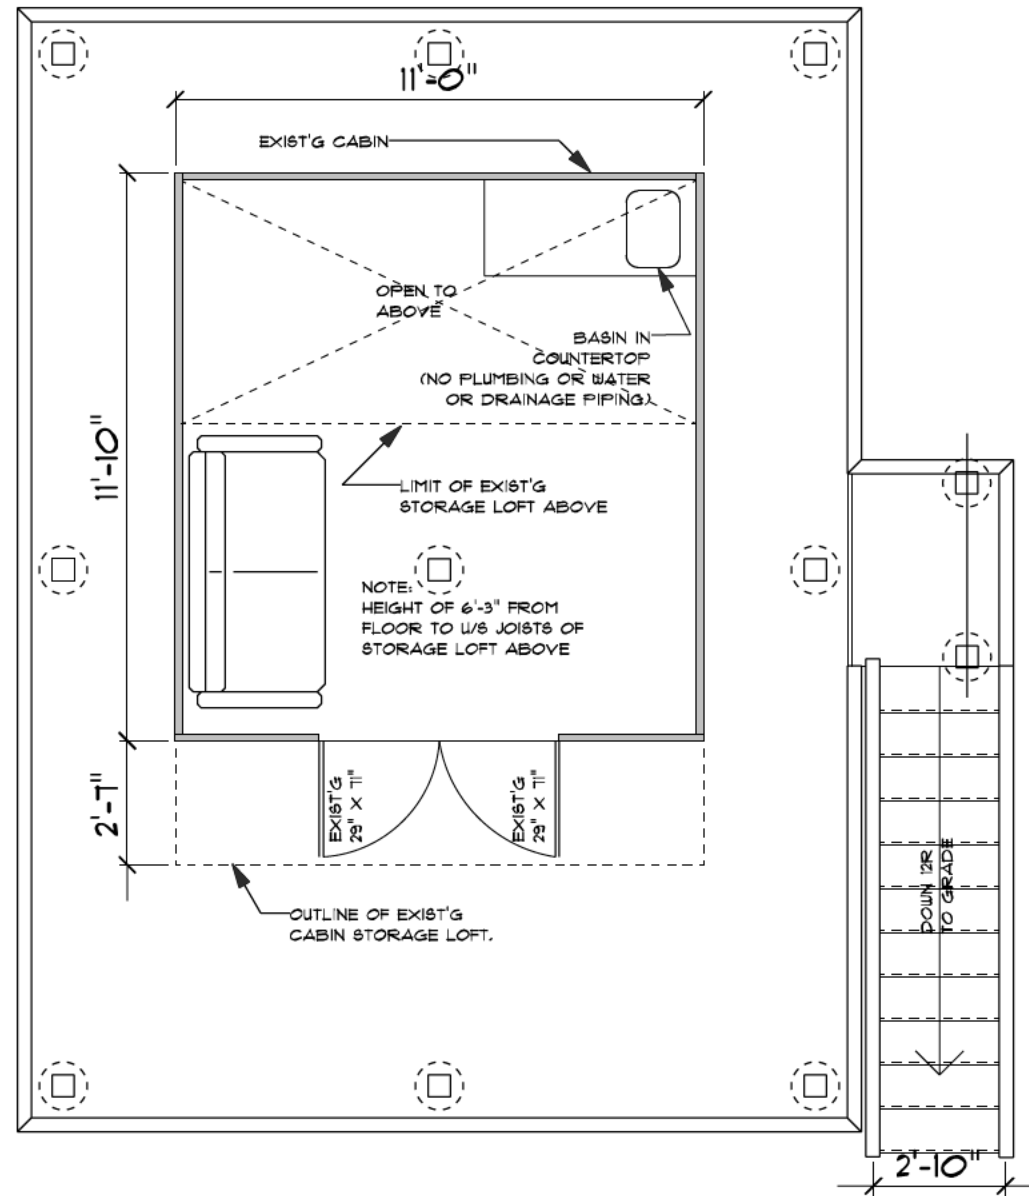 11'-0"
EXIST'G CABIN
OPEN TO
ABOVE
BASIN IN
COUNTERTOP
(NO PLUMBING OR WATER
OR DRAINAGE PIPING)
11'-10"
LIMIT OF EXIST'G
STORAGE LOFT ABOVE
NOTE:
HEIGHT OF 6'-3" FROM
FLOOR TO U/S JOISTS OF
STORAGE LOFT ABOVE
2'-7"
EXIST'G
29" X 71"
EXIST'G
29" X 71"
DOWN 12R
TO GRADE
OUTLINE OF EXIST'G
CABIN STORAGE LOFT.
2'-10"